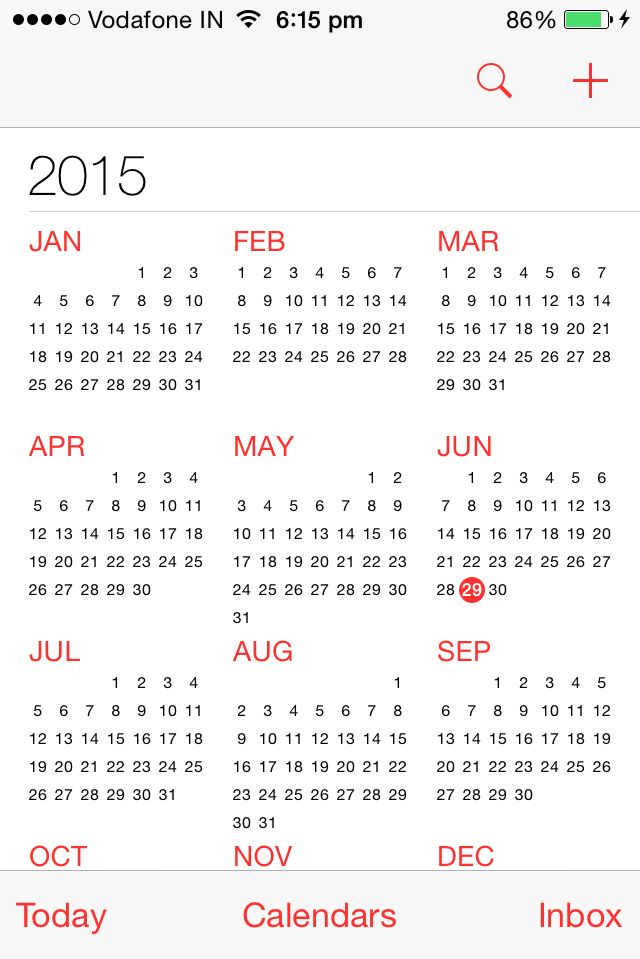 Vodafone IN 6:15 pm 86%
2015
JAN FEB MAR
1 2 3 1 2 3 4 5 6 7 1 2 3 4 5 6 7
4 5 6 7 8 9 10 8 9 10 11 12 13 14 8 9 10 11 12 13 14
11 12 13 14 15 16 17 15 16 17 18 19 20 21 15 16 17 18 19 20 21
18 19 20 21 22 23 24 22 23 24 25 26 27 28 22 23 24 25 26 27 28
25 26 27 28 29 30 31 29 30 31
APR MAY JUN
1 2 3 4 1 2 1 2 3 4 5 6
5 6 7 8 9 10 11 3 4 5 6 7 8 9 7 8 9 10 11 12 13
12 13 14 15 16 17 18 10 11 12 13 14 15 16 14 15 16 17 18 19 20
19 20 21 22 23 24 25 17 18 19 20 21 22 23 21 22 23 24 25 26 27
26 27 28 29 30 24 25 26 27 28 29 30 28 29 30
31
JUL AUG SEP
1 2 3 4 1 1 2 3 4 5
5 6 7 8 9 10 11 2 3 4 5 6 7 8 6 7 8 9 10 11 12
12 13 14 15 16 17 18 9 10 11 12 13 14 15 13 14 15 16 17 18 19
19 20 21 22 23 24 25 16 17 18 19 20 21 22 20 21 22 23 24 25 26
26 27 28 29 30 31 23 24 25 26 27 28 29 27 28 29 30
30 31
OCT NOV DEC
Today Calendars Inbox